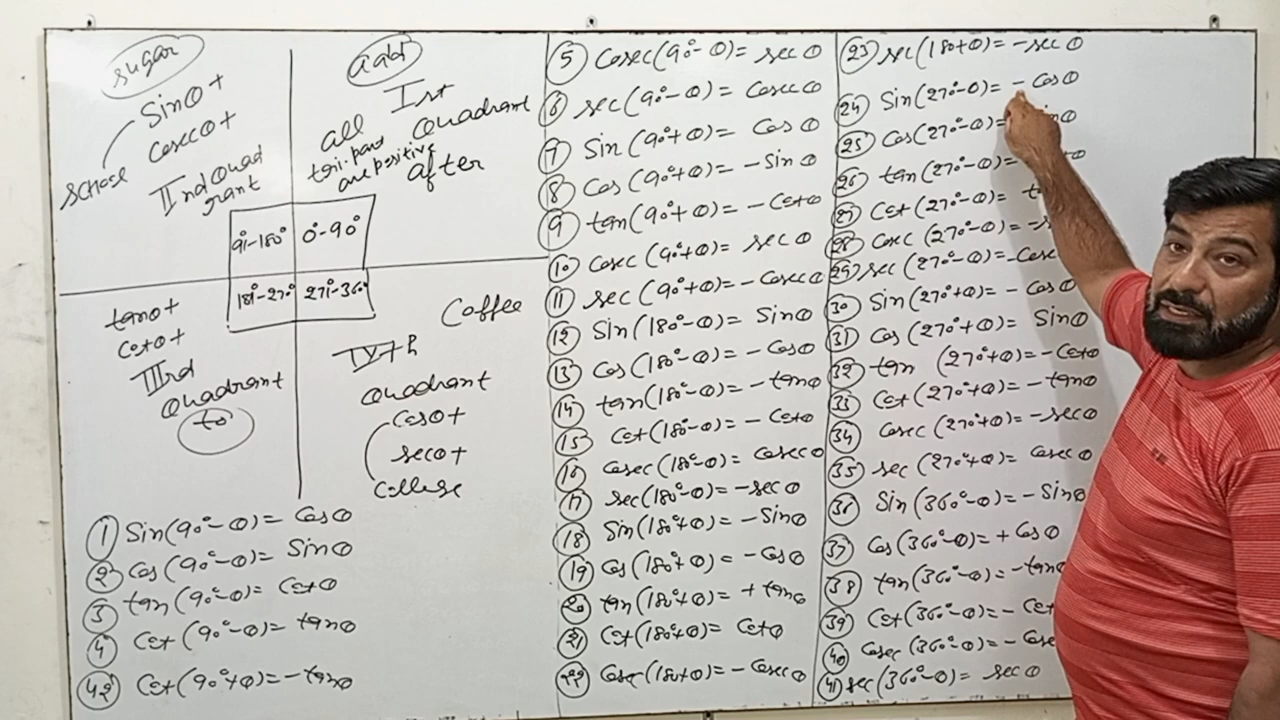 sugar
Sinθ+
cosecθ+
school
IInd Quad
rant
add
Ist
all Quadrant
are positive
after
90°-180°
0°-90°
180°-270°
270°-360°
tanθ+
cotθ+
IIIrd
Quadrant
to
Coffee
IVth
Quadrant
cosθ+
secθ+
College
① Sin(90°-θ)= Cosθ
② Cos(90°-θ)= Sinθ
③ tan(90°-θ)= Cotθ
④ Cot(90°-θ)= tanθ
㊷ Cot(90°+θ)= -tanθ
⑤ Cosec(90°-θ)= secθ
⑥ sec(90°-θ)= Cosecθ
⑦ Sin(90°+θ)= Cosθ
⑧ Cos(90°+θ)= -Sinθ
⑨ tan(90°+θ)= -Cotθ
⑩ Cosec(90°+θ)= secθ
⑪ sec(90°+θ)= -Cosecθ
⑫ Sin(180°-θ)= Sinθ
⑬ Cos(180°-θ)= -Cosθ
⑭ tan(180°-θ)= -tanθ
⑮ Cot(180°-θ)= -Cotθ
⑯ Cosec(180°-θ)= Cosecθ
⑰ sec(180°-θ)= -secθ
⑱ Sin(180°+θ)= -Sinθ
⑲ Cos(180°+θ)= -Cosθ
⑳ tan(180°+θ)= +tanθ
㉑ Cot(180°+θ)= Cotθ
㉒ Cosec(180+θ)= -Cosecθ
㉓ sec(180+θ)= -secθ
㉔ Sin(270°-θ)= -Cosθ
㉕ Cos(270°-θ)= inθ
㉖ tan(270°-θ)=
㉗ Cot(270°-θ)= t
㉘ Cosec(270°-θ)= -s
㉙ sec(270°-θ)= -Cose
㉚ Sin(270°+θ)= -Cosθ
㉛ Cos(270°+θ)= Sinθ
㉜ tan (270°+θ)= -Cotθ
㉝ Cot(270°+θ)= -tanθ
㉞ Cosec(270°+θ)= -secθ
㉟ sec(270°+θ)= Cosecθ
㊱ Sin(360°-θ)= -Sinθ
㊲ Cos(360°-θ)= +Cosθ
㊳ tan(360°-θ)= -tanθ
㊴ Cot(360°-θ)= -Cot
㊵ Cosec(360°-θ)= -Cose
㊶ sec(360°-θ)= secθ